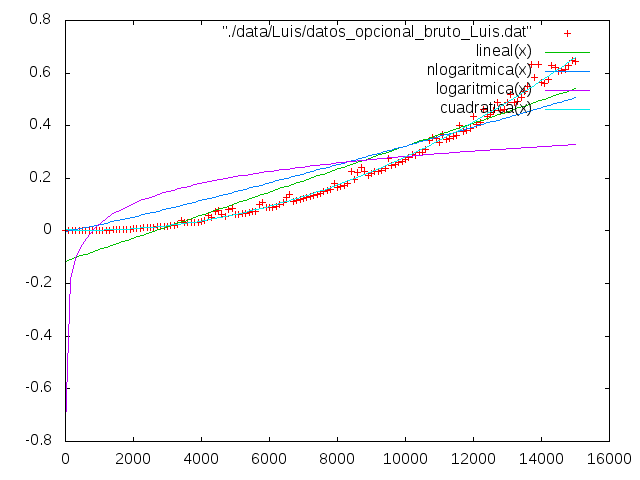 0.8
"./data/Luis/datos_opcional_bruto_Luis.dat"
lineal(x)
nlogaritmica(x)
logaritmica(x)
cuadratica(x)
0.6
0.4
0.2
0
-0.2
-0.4
-0.6
-0.8
0 2000 4000 6000 8000 10000 12000 14000 16000